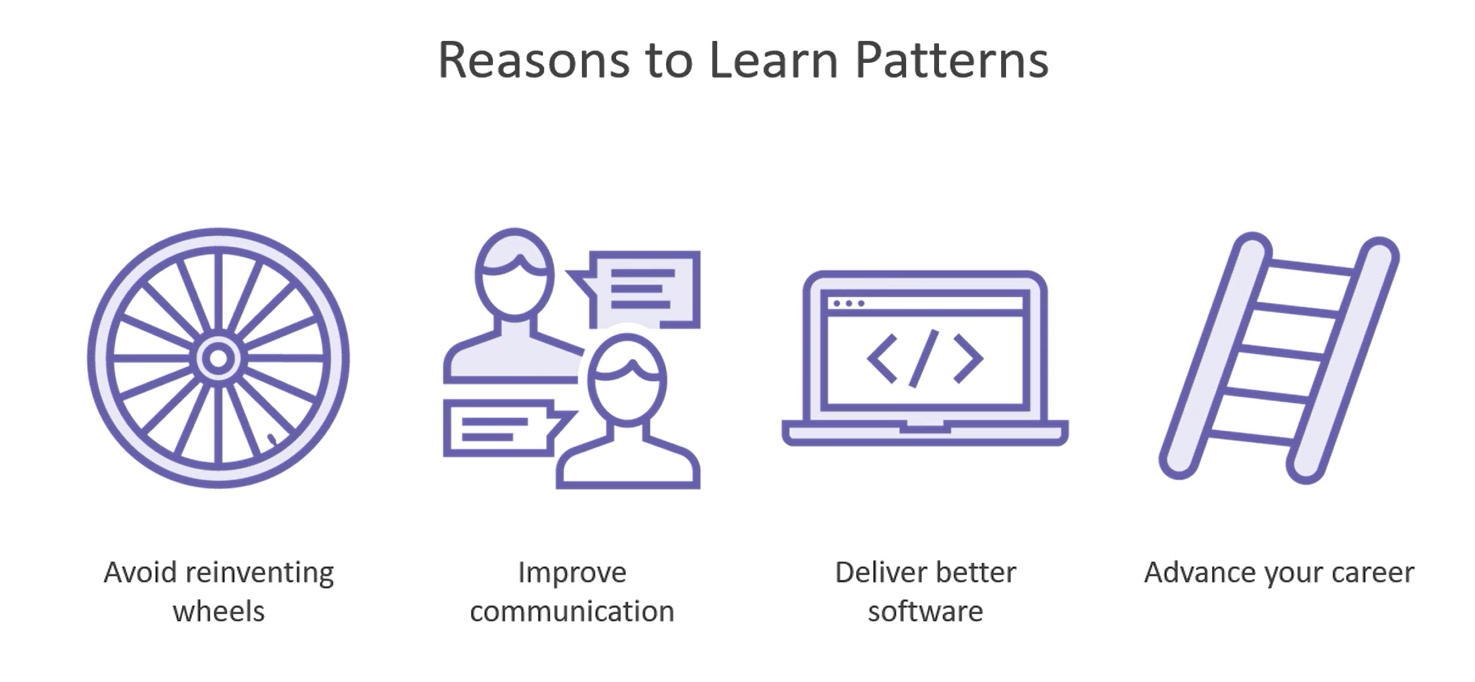 Reasons to Learn Patterns
Avoid reinventing
wheels
Improve
communication
Deliver better
software
Advance your career